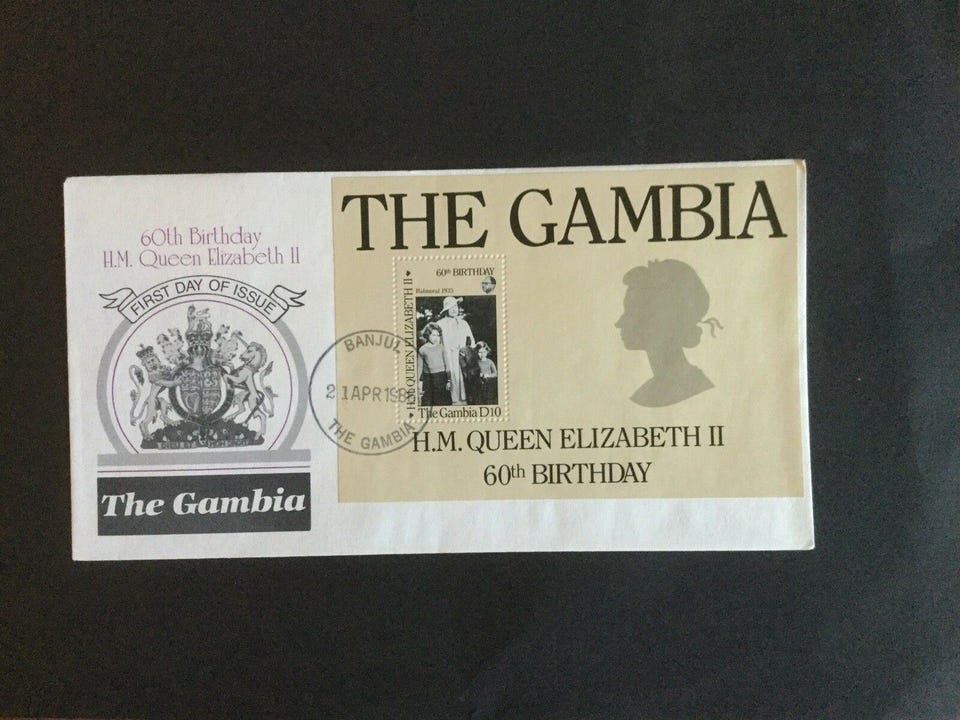 60th Birthday
H.M. Queen Elizabeth II
FIRST DAY OF ISSUE
The Gambia
THE GAMBIA
60th BIRTHDAY
Balmoral 1935
H.M. QUEEN ELIZABETH II
The Gambia D10
BANJUL
21 APR 198
THE GAMBIA
H.M. QUEEN ELIZABETH II
60th BIRTHDAY